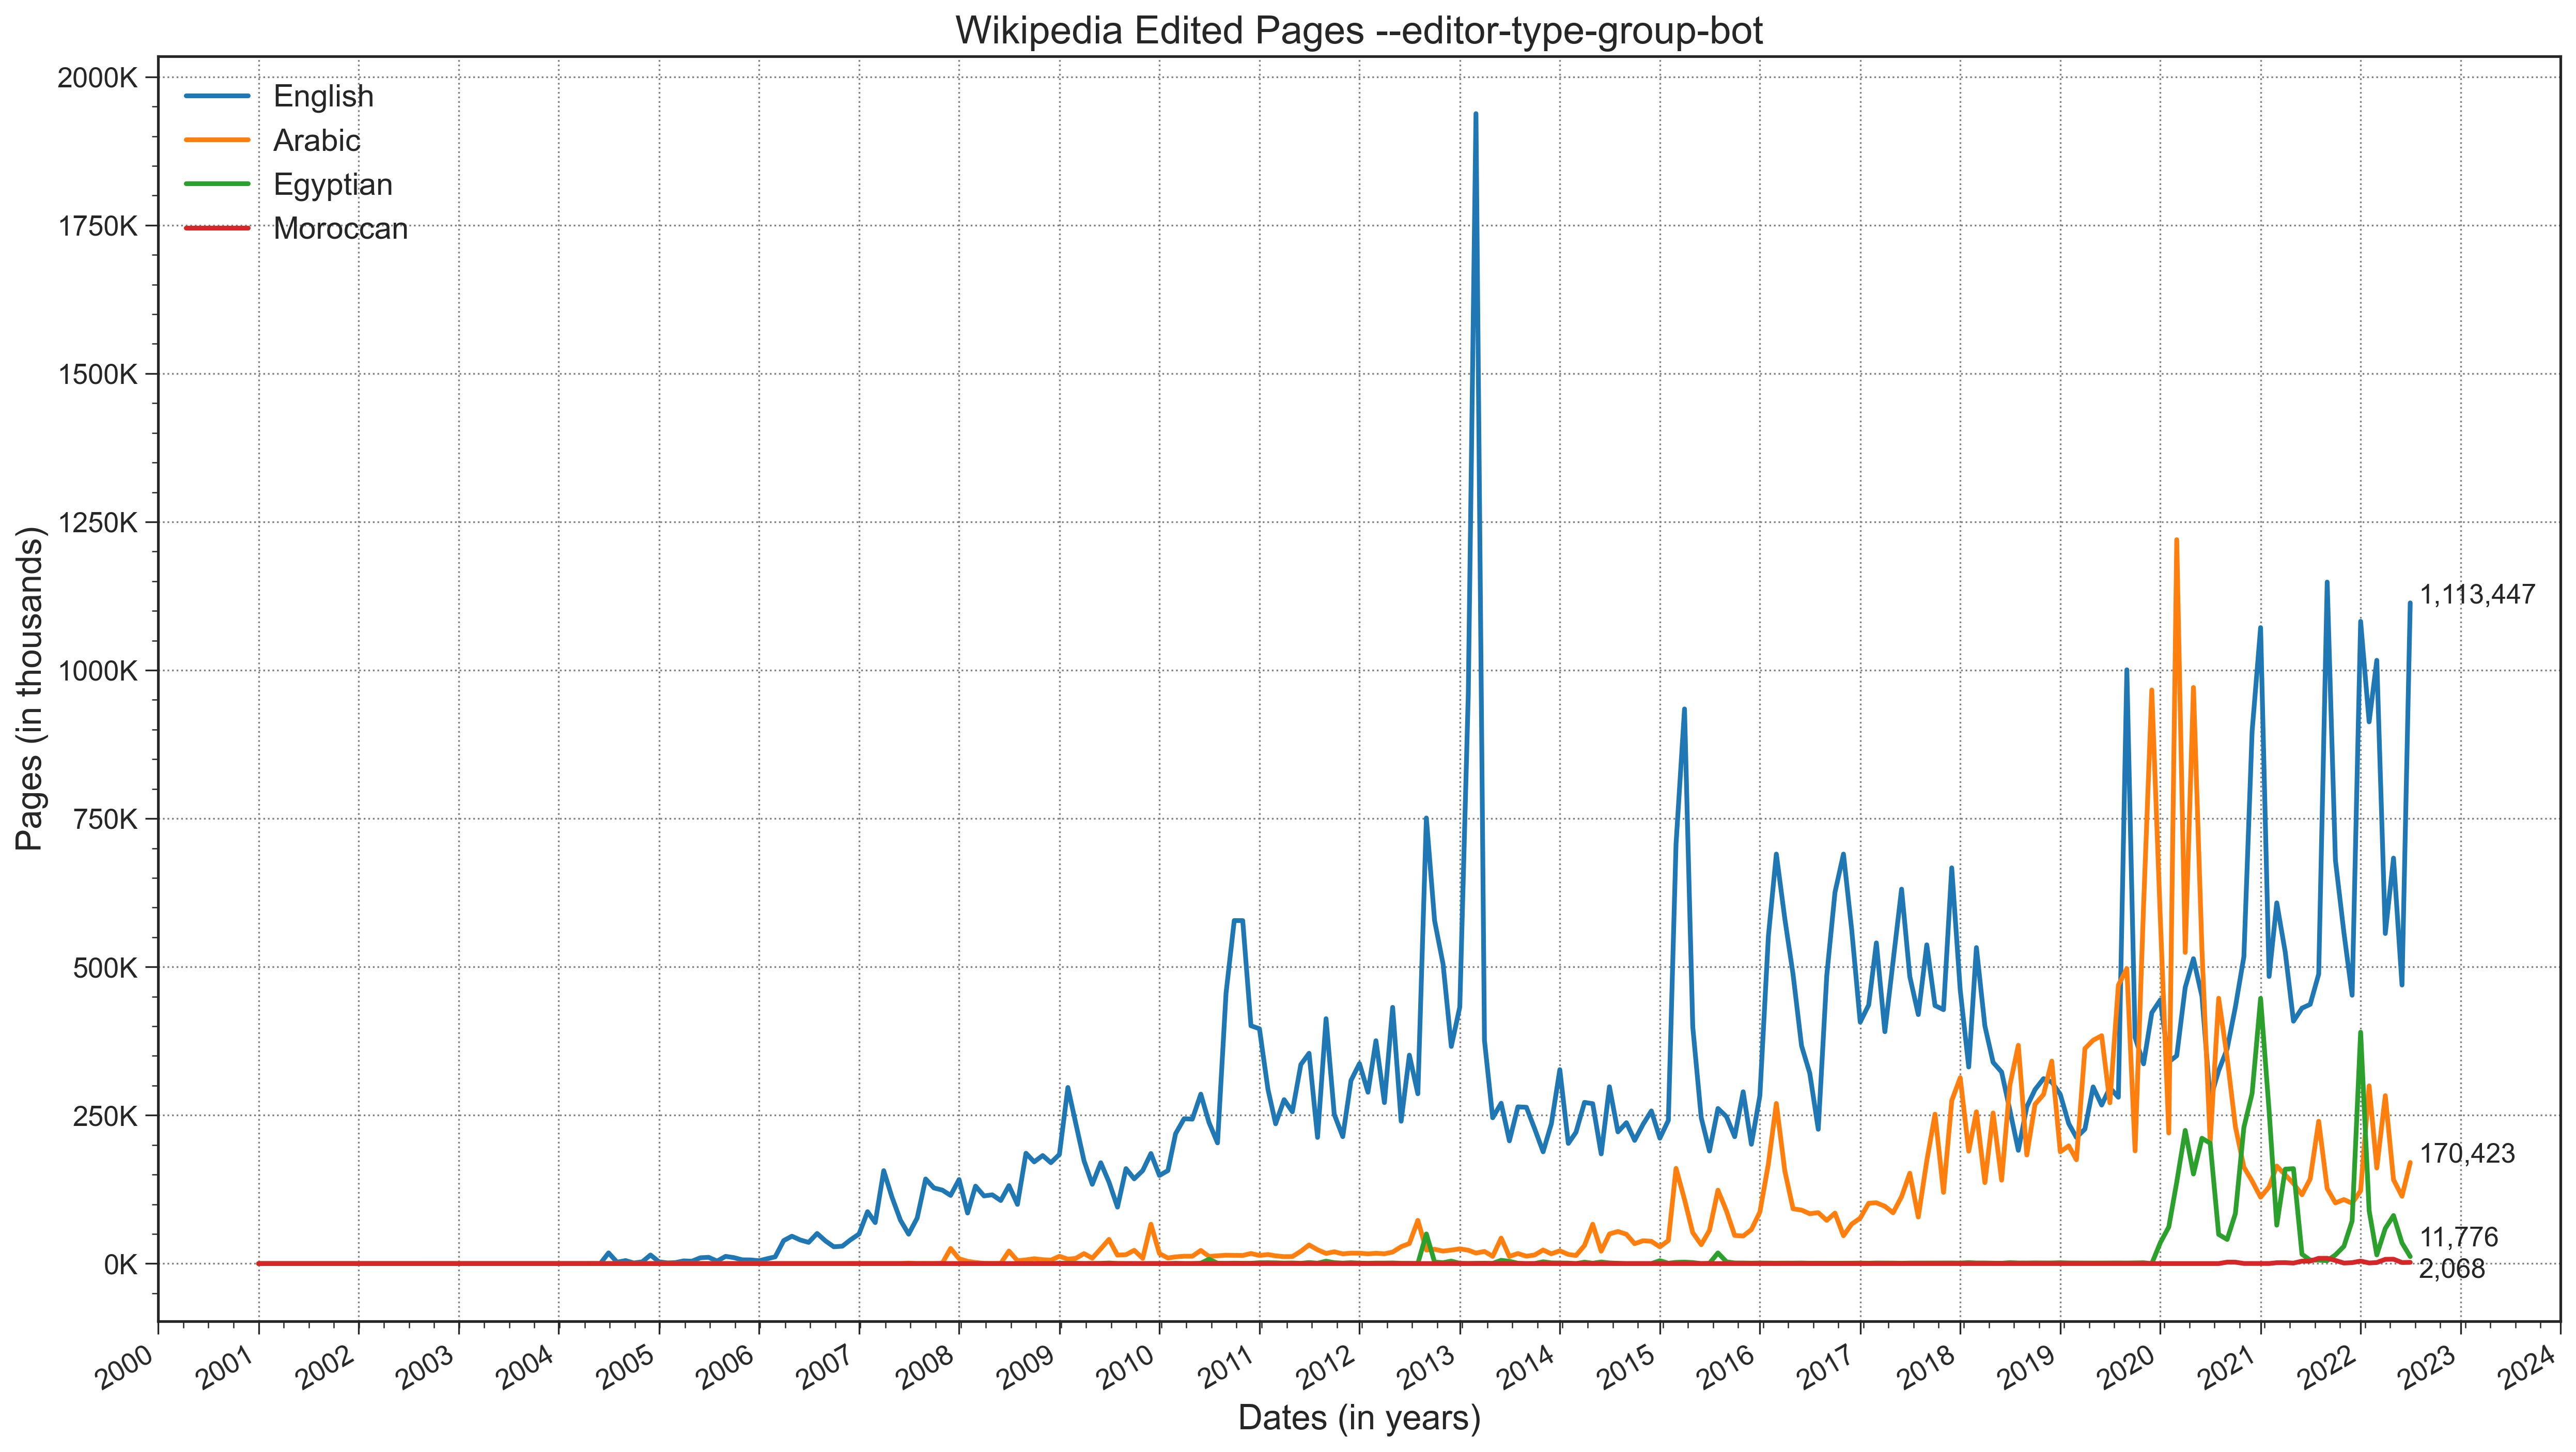 Wikipedia Edited Pages --editor-type-group-bot
2000K
1750K
1500K
1250K
1000K
750K
500K
250K
0K
Pages (in thousands)
English
Arabic
Egyptian
Moroccan
1,113,447
170,423
11,776
2,068
2000
2001
2002
2003
2004
2005
2006
2007
2008
2009
2010
2011
2012
2013
2014
2015
2016
2017
2018
2019
2020
2021
2022
2023
2024
Dates (in years)